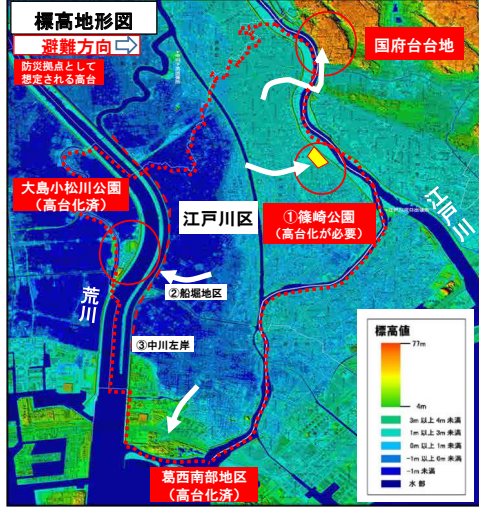 標高地形図
避難方向
防災拠点として
想定される高台
国府台台地
大島小松川公園
(高台化済)
江戸川区
①篠崎公園
(高台化が必要)
江戸川
荒川
②船堀地区
③中川左岸
葛西南部地区
(高台化済)
標高値
77m
4m
3m 以上 4m 未満
1m 以上 3m 未満
0m 以上 1m 未満
-1m 以上 0m 未満
-1m 未満
水部